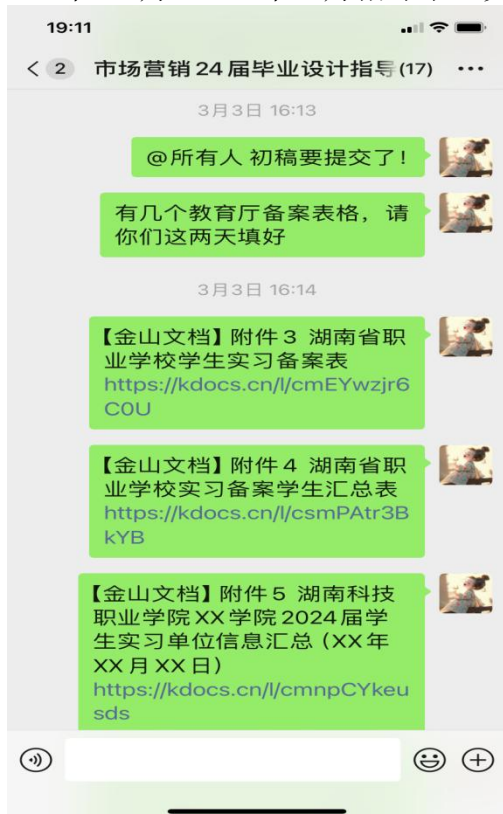 19:11
2 市场营销24届毕业设计指导(17) ...
3月3日 16:13
@所有人 初稿要提交了!
有几个教育厅备案表格，请
你们这两天填好
3月3日 16:14
【金山文档】附件3 湖南省职
业学校学生实习备案表
https://kdocs.cn/l/cmEYwzjr6
C0U
【金山文档】附件4 湖南省职
业学校实习备案学生汇总表
https://kdocs.cn/l/csmPAtr3B
kYB
【金山文档】附件5 湖南科技
职业学院XX学院2024届学
生实习单位信息汇总（XX年
XX月XX日）
https://kdocs.cn/l/cmnpCYkeu
sds